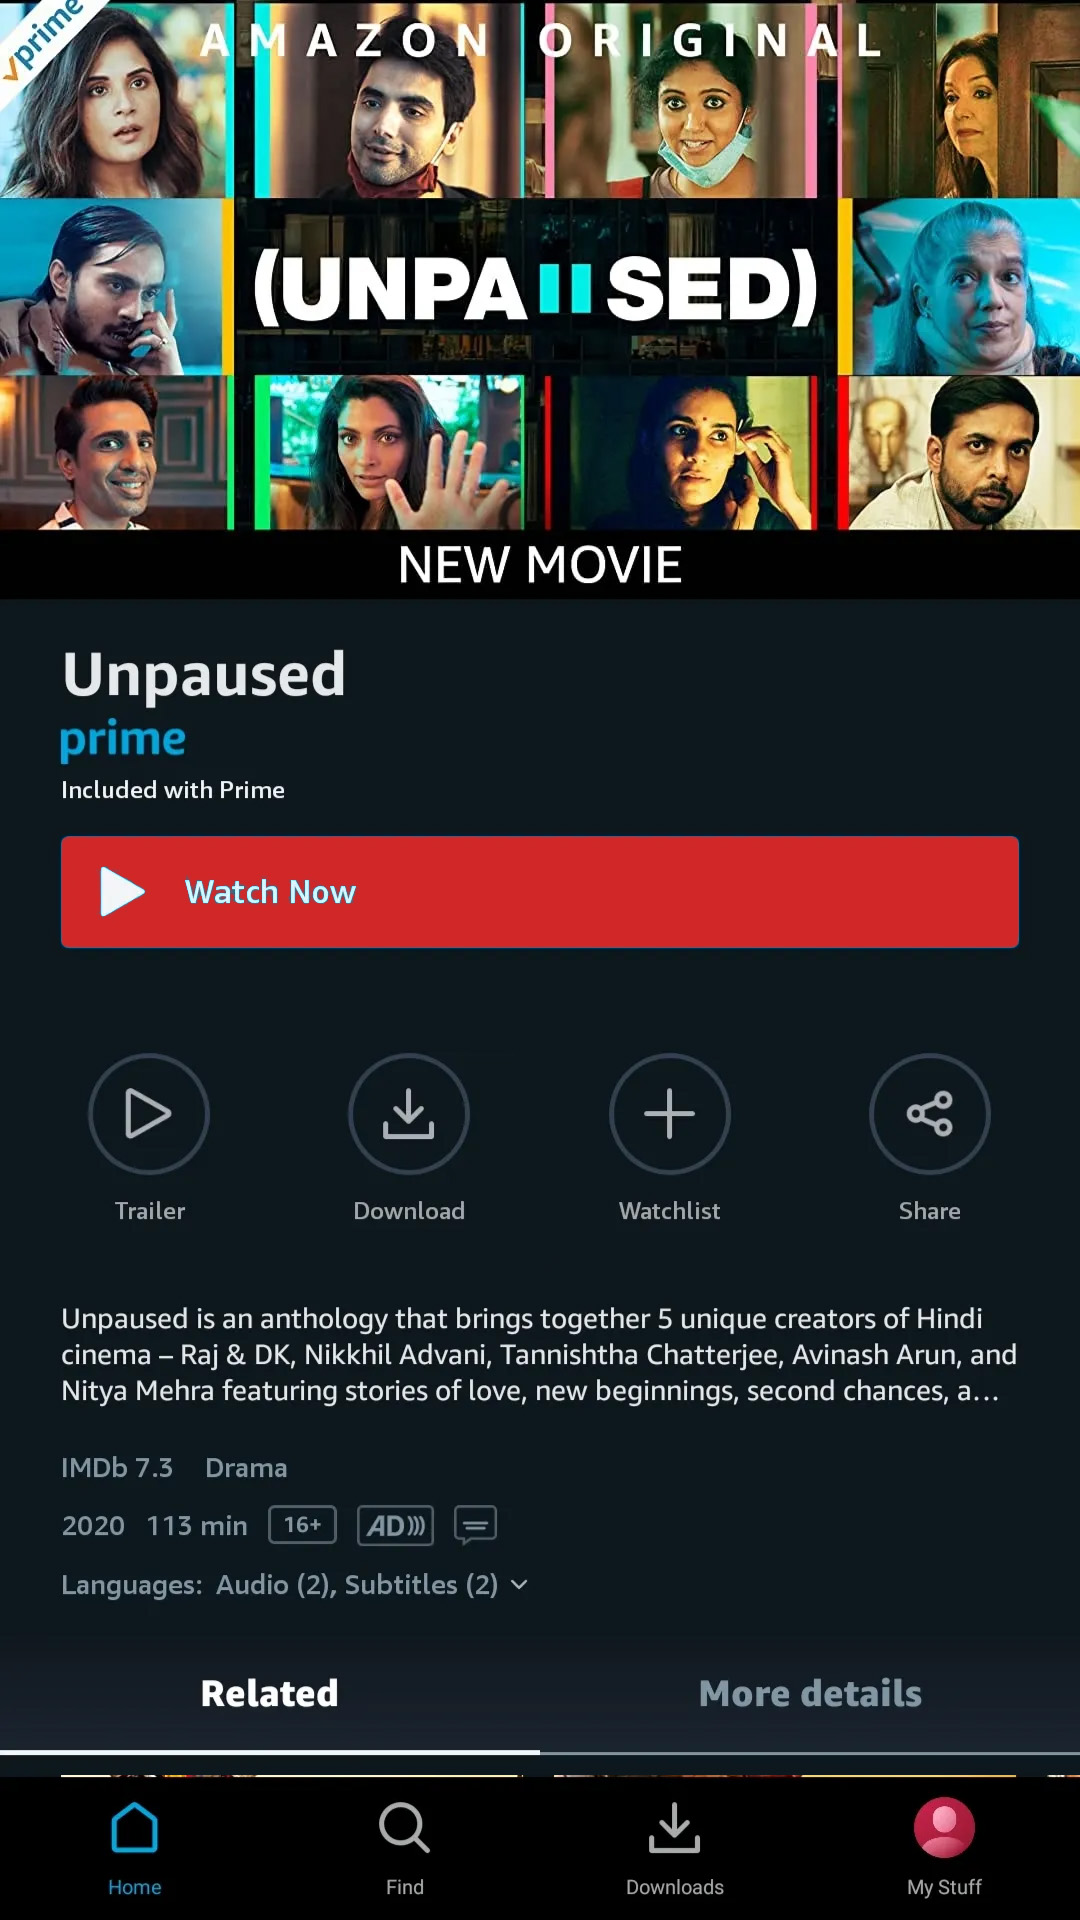 vprime
AMAZON ORIGINAL
(UNPAUSED)
NEW MOVIE
Unpaused
prime
Included with Prime
Watch Now
Trailer
Download
Watchlist
Share
Unpaused is an anthology that brings together 5 unique creators of Hindi
cinema – Raj & DK, Nikkhil Advani, Tannishtha Chatterjee, Avinash Arun, and
Nitya Mehra featuring stories of love, new beginnings, second chances, a…
IMDb 7.3 Drama
2020 113 min 16+ AD)))
Languages: Audio (2), Subtitles (2)
Related
More details
Home
Find
Downloads
My Stuff